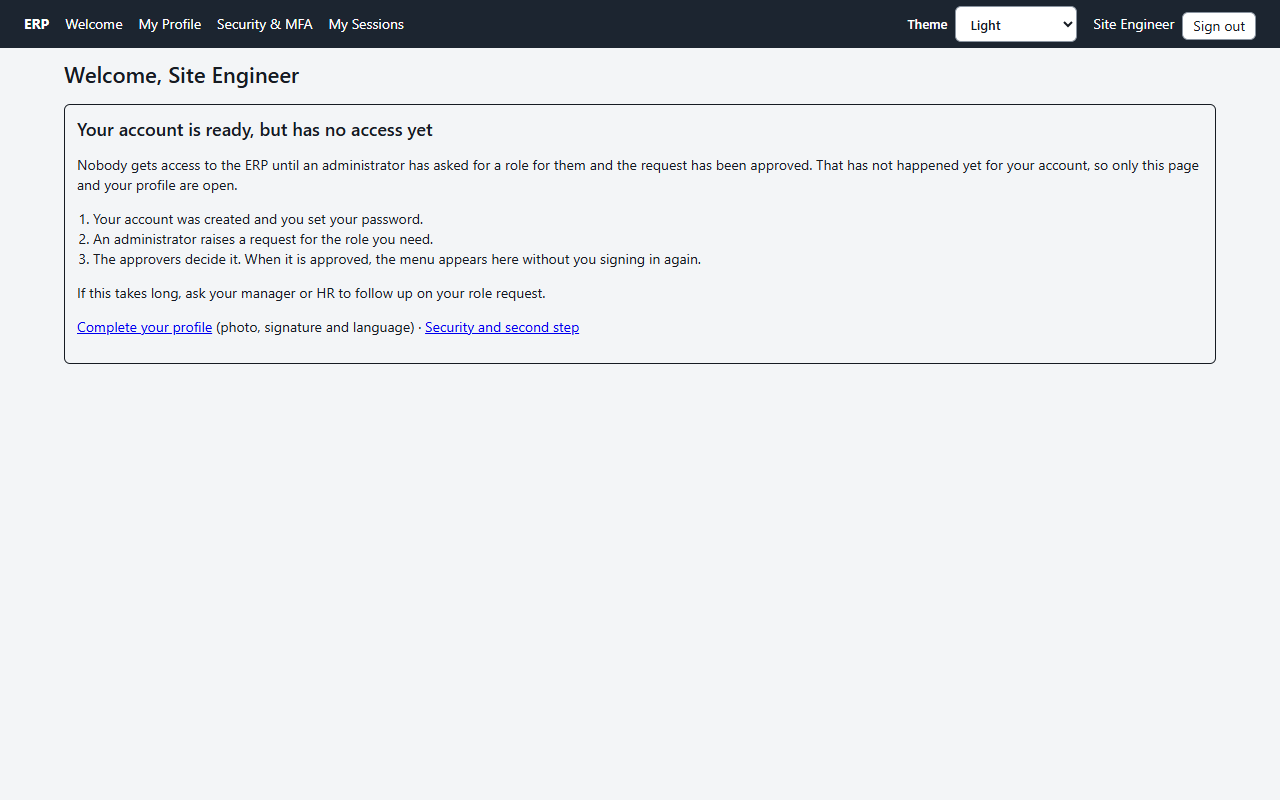 ERP Welcome My Profile Security & MFA My Sessions Theme Light Site Engineer Sign out
Welcome, Site Engineer
Your account is ready, but has no access yet
Nobody gets access to the ERP until an administrator has asked for a role for them and the request has been approved. That has not happened yet for your account, so only this page
and your profile are open.
1. Your account was created and you set your password.
2. An administrator raises a request for the role you need.
3. The approvers decide it. When it is approved, the menu appears here without you signing in again.
If this takes long, ask your manager or HR to follow up on your role request.
Complete your profile (photo, signature and language) · Security and second step